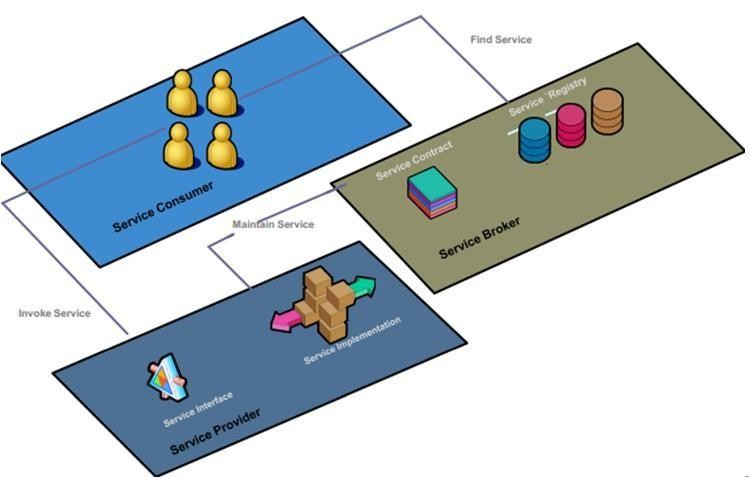 Find Service
Service Registry
Service Contract
Service Consumer
Maintain Service
Service Broker
Invoke Service
Service Implementation
Service Interface
Service Provider